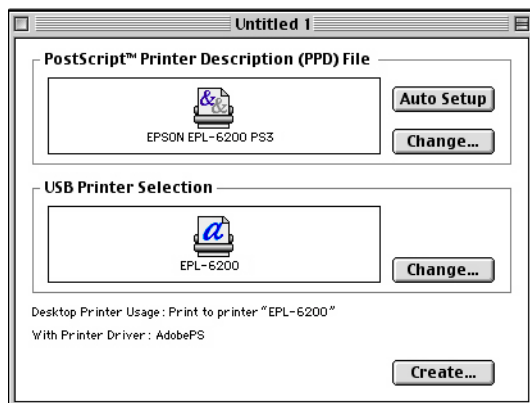 Untitled 1
PostScript™ Printer Description (PPD) File
EPSON EPL-6200 PS3
Auto Setup
Change...
USB Printer Selection
EPL-6200
Change...
Desktop Printer Usage : Print to printer “EPL-6200”
With Printer Driver : AdobePS
Create...